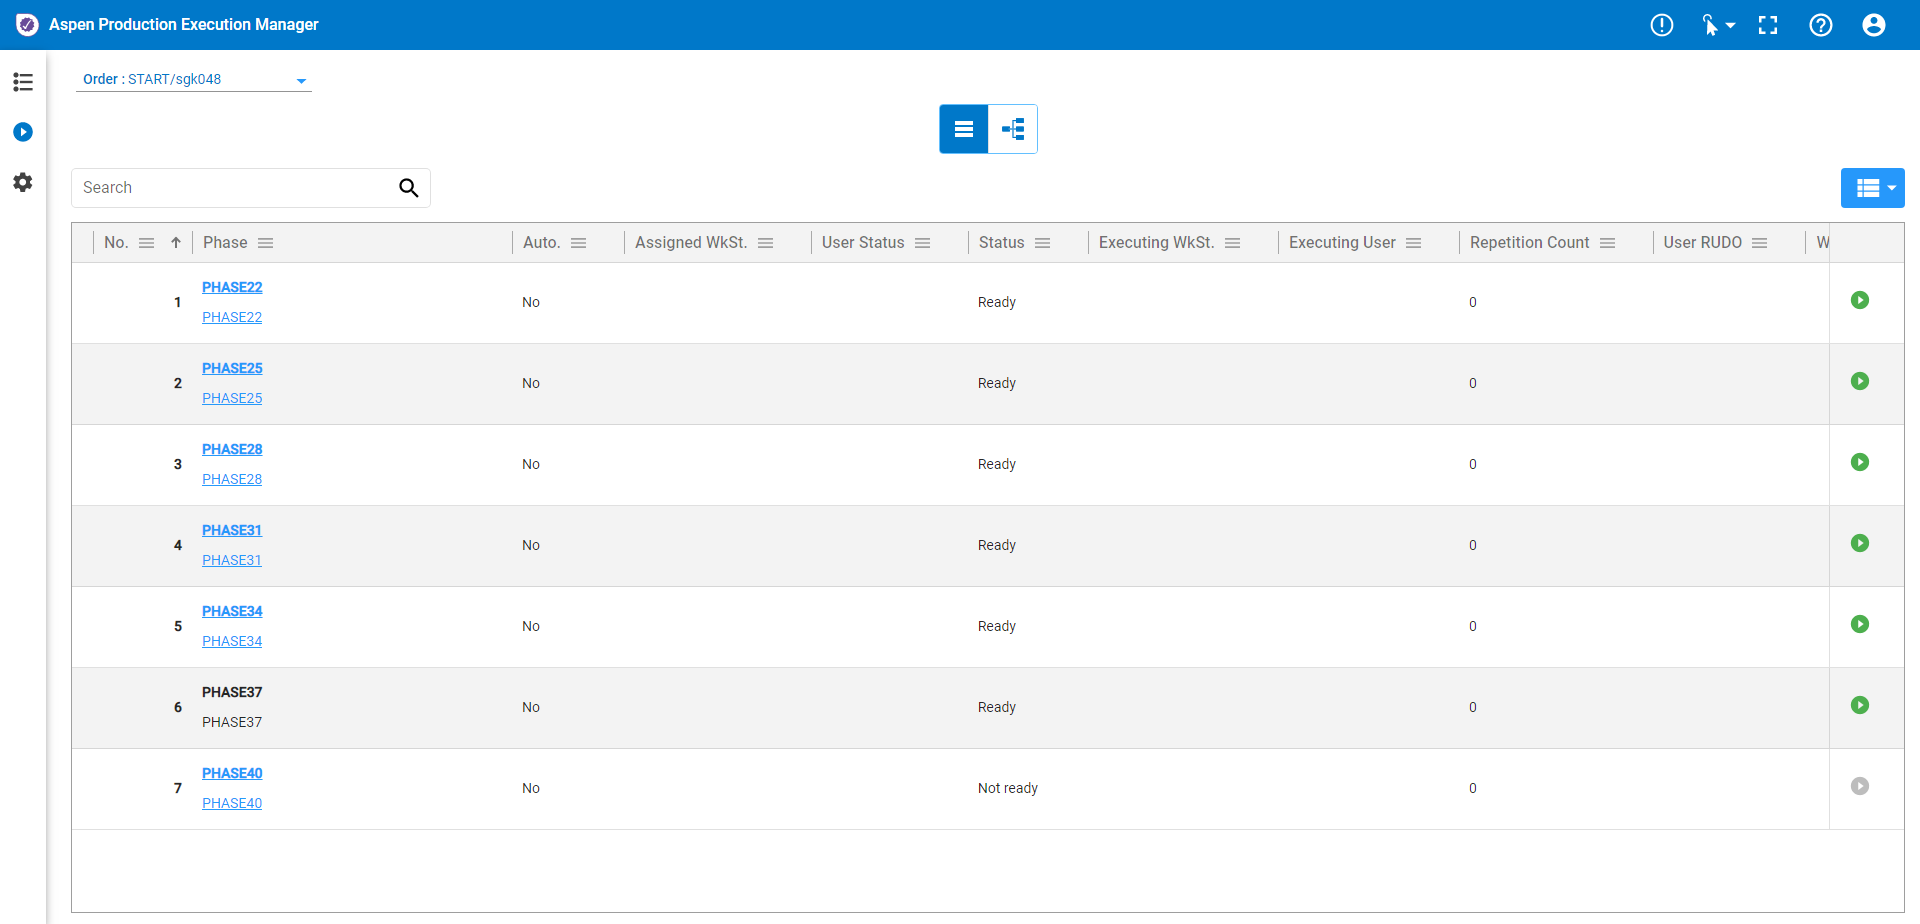 Aspen Production Execution Manager
Order : START/sgk048
Search
No. Phase Auto. Assigned WkSt. User Status Status Executing WkSt. Executing User Repetition Count User RUDO W
1 PHASE22 No Ready 0
PHASE22
2 PHASE25 No Ready 0
PHASE25
3 PHASE28 No Ready 0
PHASE28
4 PHASE31 No Ready 0
PHASE31
5 PHASE34 No Ready 0
PHASE34
6 PHASE37 No Ready 0
PHASE37
7 PHASE40 No Not ready 0
PHASE40